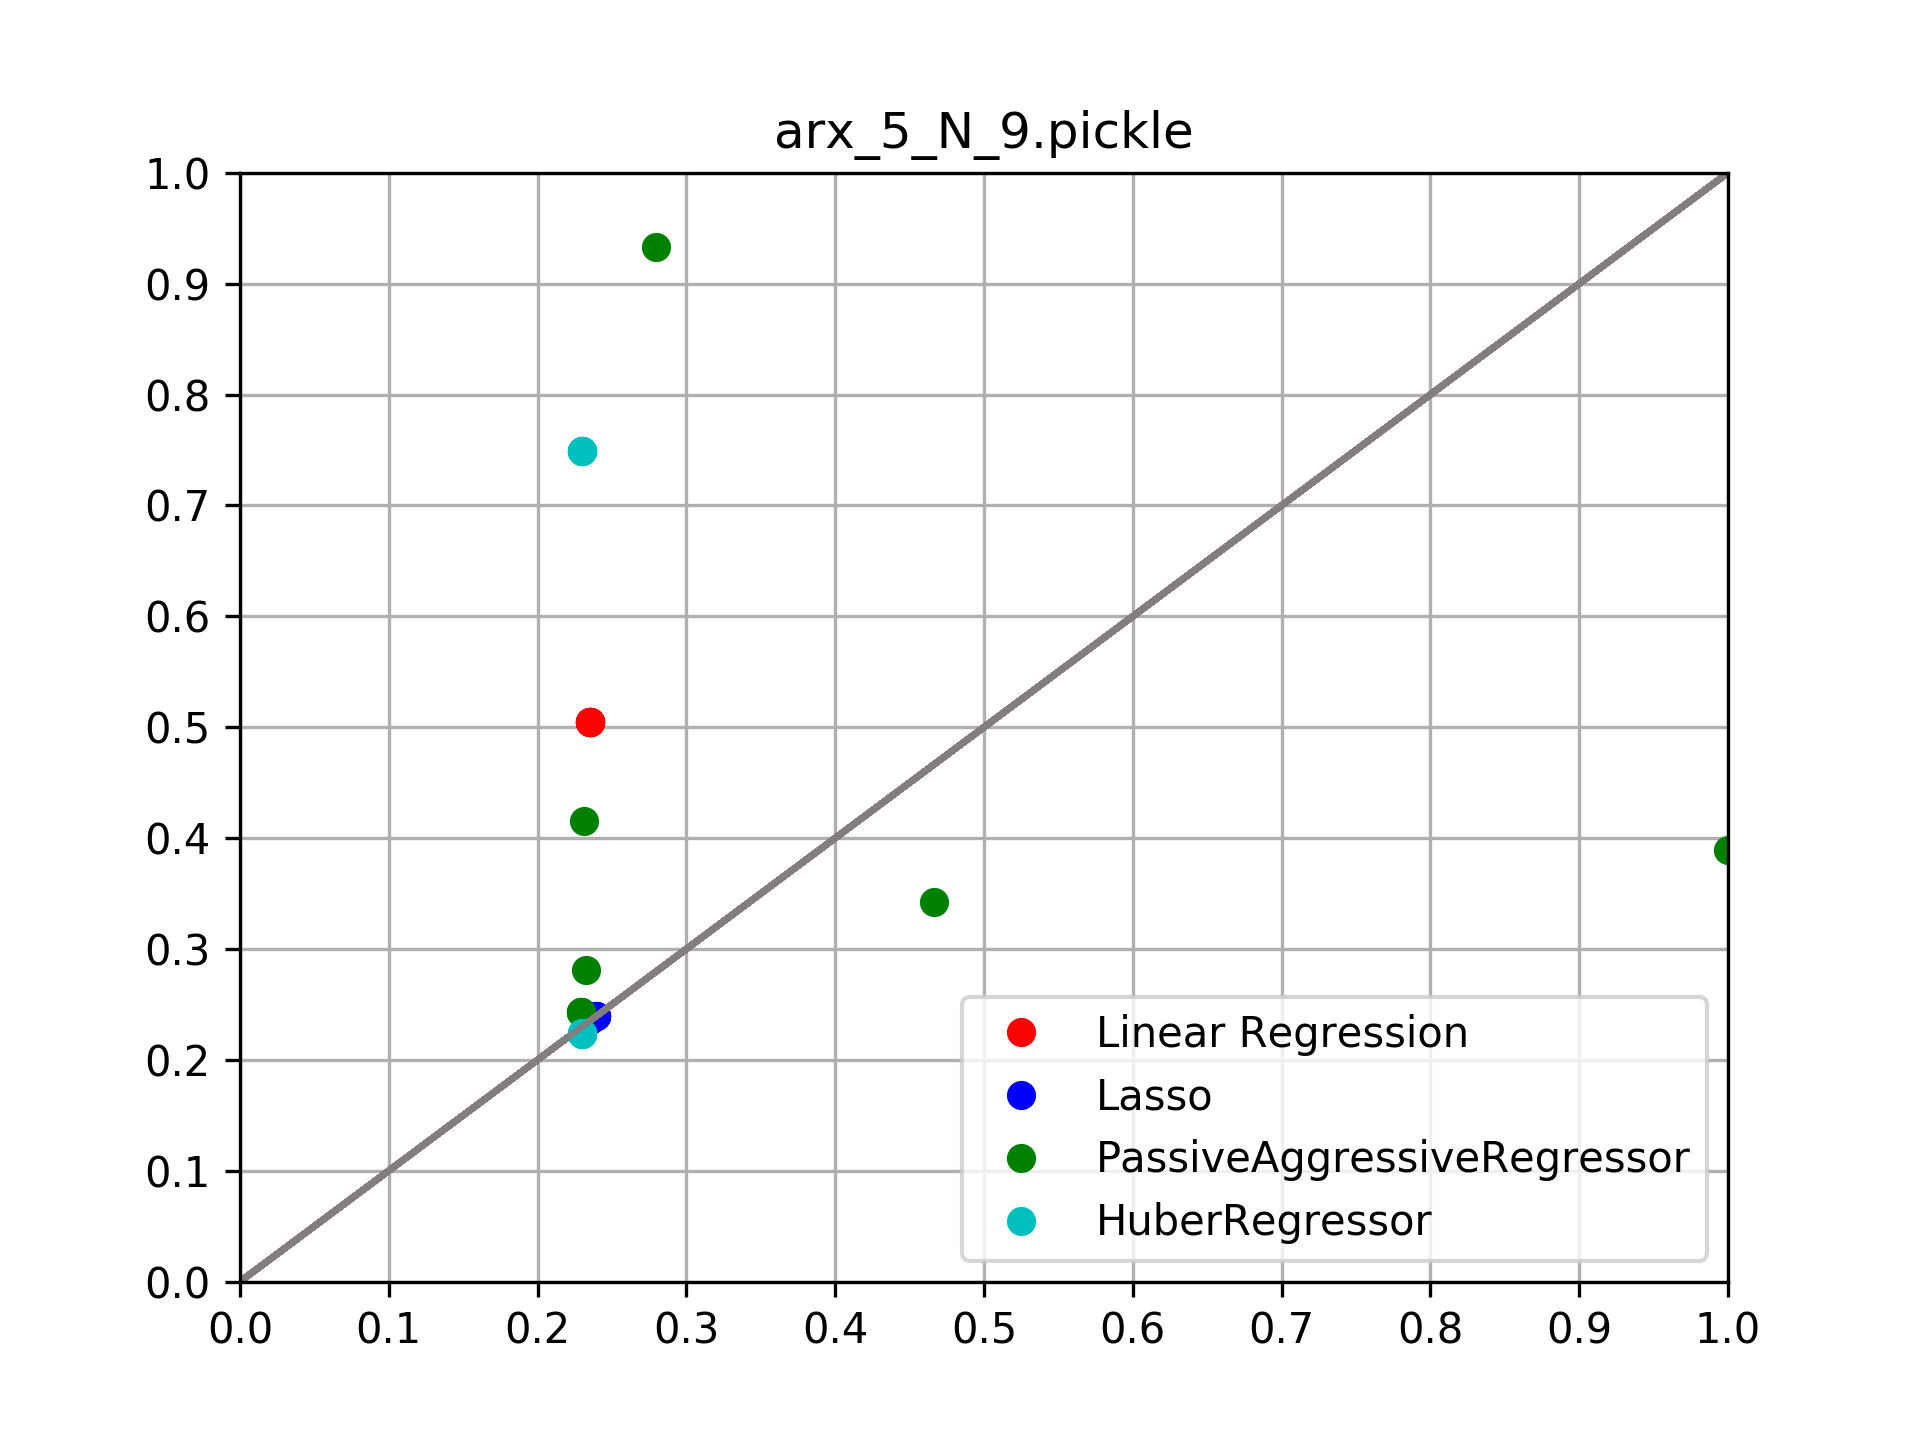 arx_5_N_9.pickle
1.0
0.9
0.8
0.7
0.6
0.5
0.4
0.3
0.2
0.1
0.0
Linear Regression
Lasso
PassiveAggressiveRegressor
HuberRegressor
0.0 0.1 0.2 0.3 0.4 0.5 0.6 0.7 0.8 0.9 1.0